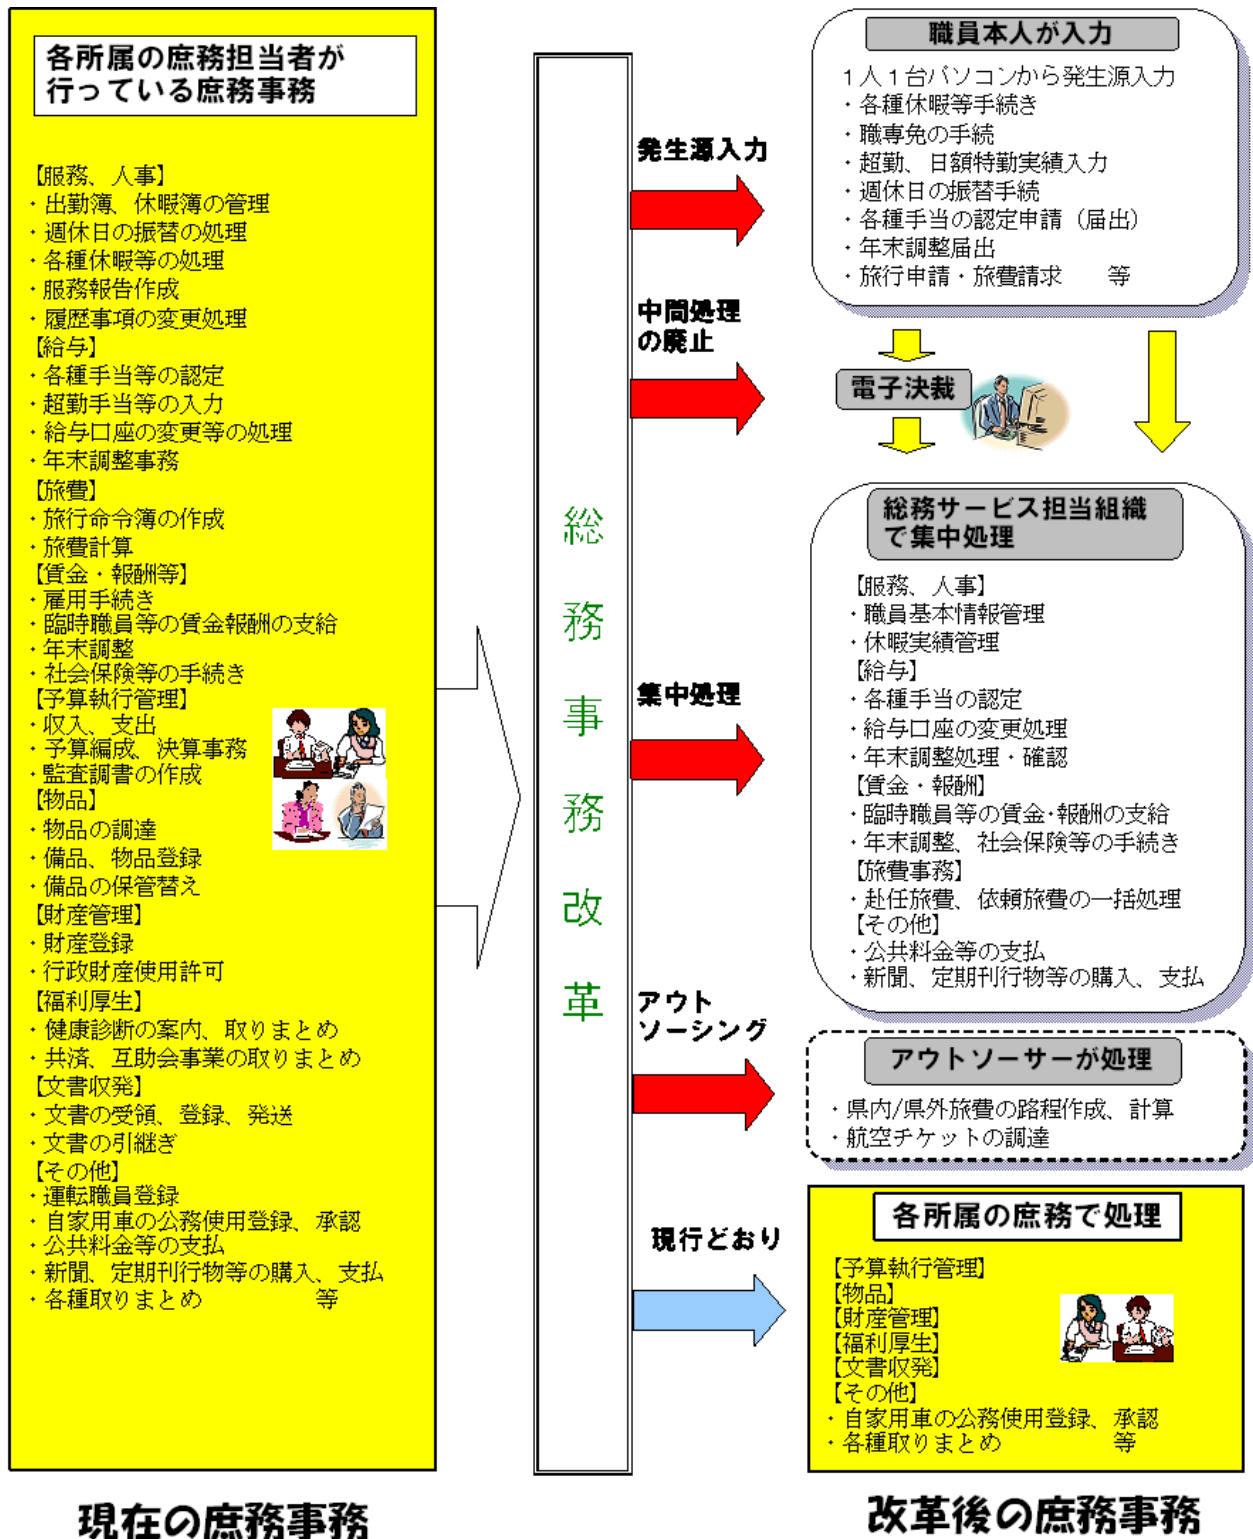 各所属の庶務担当者が
行っている庶務事務
【服務、人事】
・出勤簿、休暇簿の管理
・週休日の振替の処理
・各種休暇等の処理
・服務報告作成
・履歴事項の変更処理
【給与】
・各種手当等の認定
・超勤手当等の入力
・給与口座の変更等の処理
・年末調整事務
【旅費】
・旅行命令簿の作成
・旅費計算
【賃金・報酬等】
・雇用手続き
・臨時職員等の賃金報酬の支給
・年末調整
・社会保険等の手続き
【予算執行管理】
・収入、支出
・予算編成、決算事務
・監査調書の作成
【物品】
・物品の調達
・備品、物品登録
・備品の保管替え
【財産管理】
・財産登録
・行政財産使用許可
【福利厚生】
・健康診断の案内、取りまとめ
・共済、互助会事業の取りまとめ
【文書収発】
・文書の受領、登録、発送
・文書の引継ぎ
【その他】
・運転職員登録
・自家用車の公務使用登録、承認
・公共料金等の支払
・新聞、定期刊行物等の購入、支払
・各種取りまとめ 等
現在の庶務事務
総務事務改革
発生源入力
中間処理
の廃止
集中処理
アウト
ソーシング
現行どおり
職員本人が入力
1人1台パソコンから発生源入力
・各種休暇等手続き
・職専免の手続
・超勤、日額特勤実績入力
・週休日の振替手続
・各種手当の認定申請（届出）
・年末調整届出
・旅行申請・旅費請求 等
電子決裁
総務サービス担当組織
で集中処理
【服務、人事】
・職員基本情報管理
・休暇実績管理
【給与】
・各種手当の認定
・給与口座の変更処理
・年末調整処理・確認
【賃金・報酬】
・臨時職員等の賃金・報酬の支給
・年末調整、社会保険等の手続き
【旅費事務】
・赴任旅費、依頼旅費の一括処理
【その他】
・公共料金等の支払
・新聞、定期刊行物等の購入、支払
アウトソーサーが処理
・県内/県外旅費の路程作成、計算
・航空チケットの調達
各所属の庶務で処理
【予算執行管理】
【物品】
【財産管理】
【福利厚生】
【文書収発】
【その他】
・自家用車の公務使用登録、承認
・各種取りまとめ 等
改革後の庶務事務